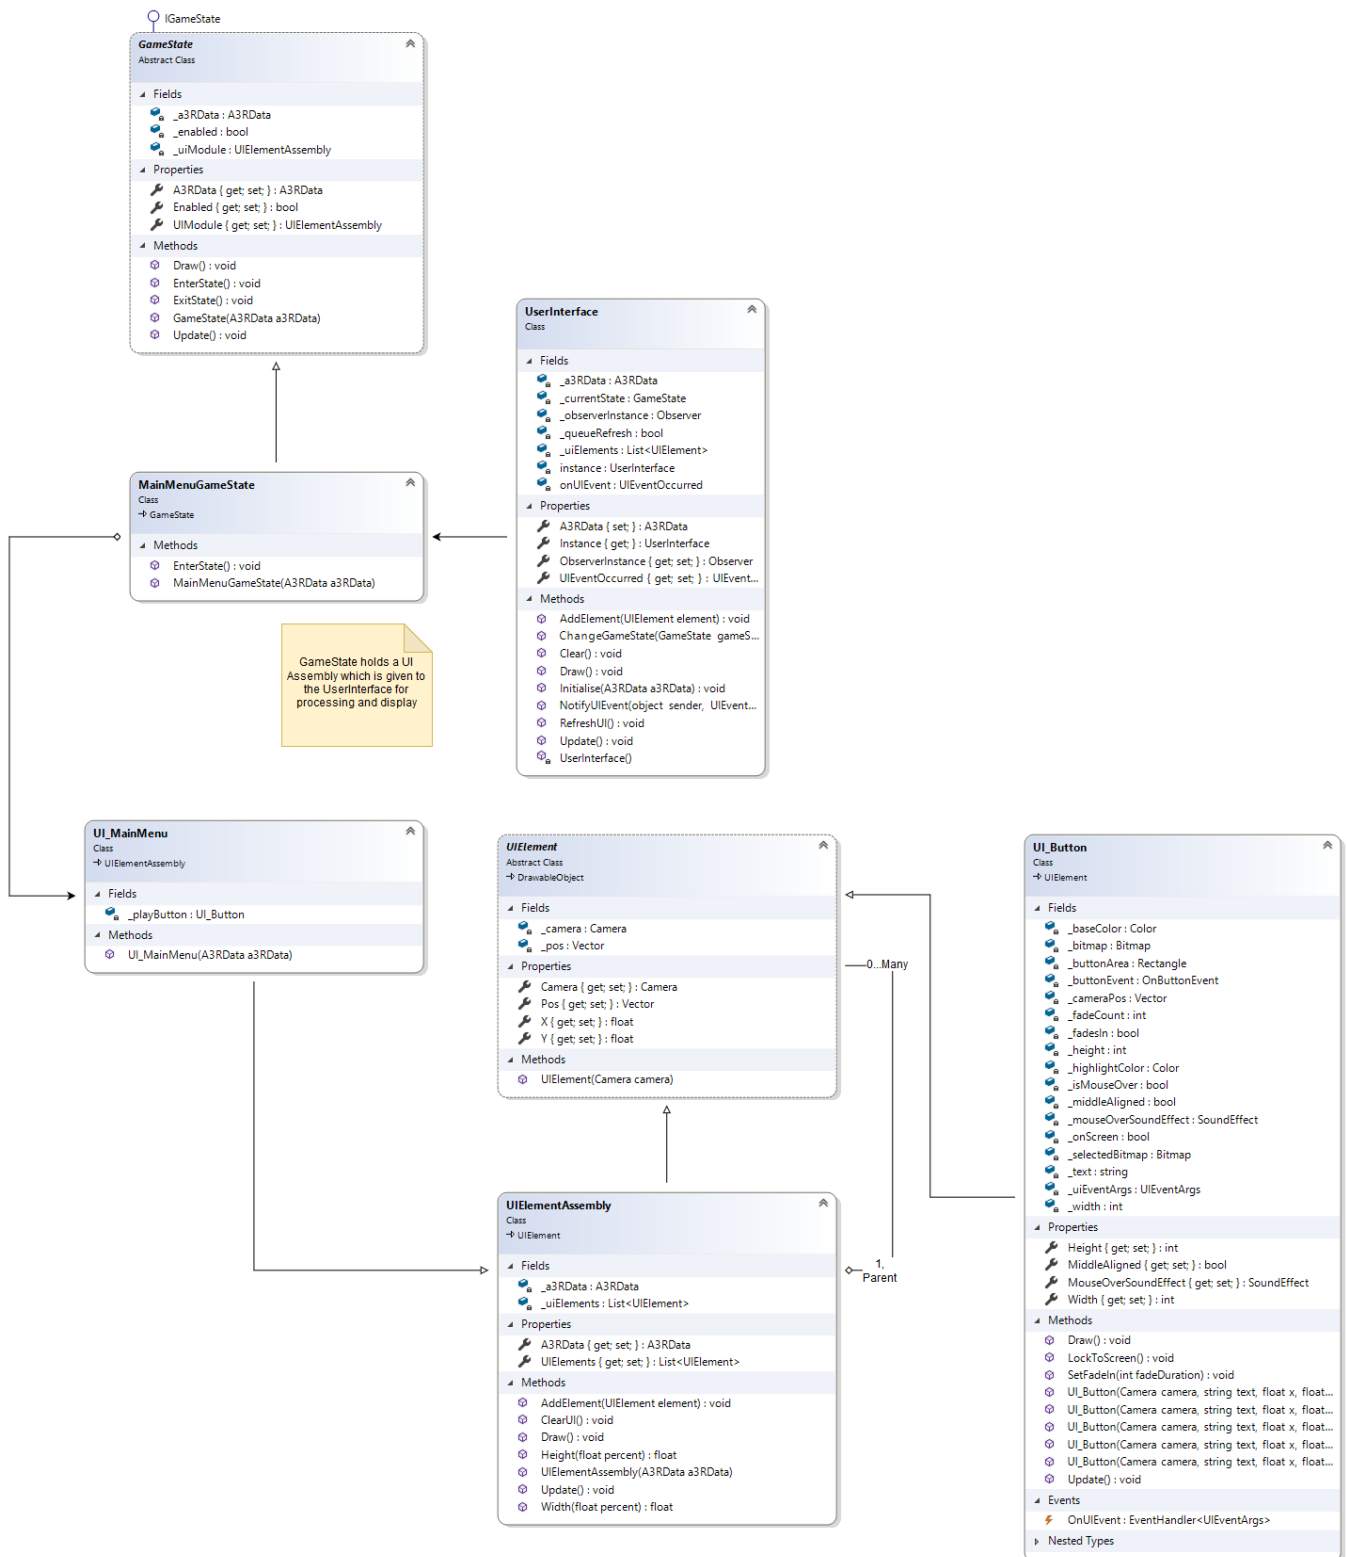 IGameState
GameState
Abstract Class
Fields
_a3RData : A3RData
_enabled : bool
_uiModule : UIElementAssembly
Properties
A3RData { get; set; } : A3RData
Enabled { get; set; } : bool
UIModule { get; set; } : UIElementAssembly
Methods
Draw() : void
EnterState() : void
ExitState() : void
GameState(A3RData a3RData)
Update() : void
MainMenuGameState
Class
GameState
Methods
EnterState() : void
MainMenuGameState(A3RData a3RData)
GameState holds a UI
Assembly which is given to
the UserInterface for
processing and display
UserInterface
Class
Fields
_a3RData : A3RData
_currentState : GameState
_observerInstance : Observer
_queueRefresh : bool
_uiElements : List<UIElement>
instance : UserInterface
onUIEvent : UIEventOccurred
Properties
A3RData { set; } : A3RData
Instance { get; } : UserInterface
ObserverInstance { get; set; } : Observer
UIEventOccurred { get; set; } : UIEvent...
Methods
AddElement(UIElement element) : void
ChangeGameState(GameState gameS...
Clear() : void
Draw() : void
Initialise(A3RData a3RData) : void
NotifyUIEvent(object sender, UIEvent...
RefreshUI() : void
Update() : void
UserInterface()
UI_MainMenu
Class
UIElementAssembly
Fields
_playButton : UI_Button
Methods
UI_MainMenu(A3RData a3RData)
UIElement
Abstract Class
DrawableObject
Fields
_camera : Camera
_pos : Vector
Properties
Camera { get; set; } : Camera
Pos { get; set; } : Vector
X { get; set; } : float
Y { get; set; } : float
Methods
UIElement(Camera camera)
0...Many
UIElementAssembly
Class
UIElement
Fields
_a3RData : A3RData
_uiElements : List<UIElement>
Properties
A3RData { get; set; } : A3RData
UIElements { get; set; } : List<UIElement>
Methods
AddElement(UIElement element) : void
ClearUI() : void
Draw() : void
Height(float percent) : float
UIElementAssembly(A3RData a3RData)
Update() : void
Width(float percent) : float
1,
Parent
UI_Button
Class
UIElement
Fields
_baseColor : Color
_bitmap : Bitmap
_buttonArea : Rectangle
_buttonEvent : OnButtonEvent
_cameraPos : Vector
_fadeCount : int
_fadesIn : bool
_height : int
_highlightColor : Color
_isMouseOver : bool
_middleAligned : bool
_mouseOverSoundEffect : SoundEffect
_onScreen : bool
_selectedBitmap : Bitmap
_text : string
_uiEventArgs : UIEventArgs
_width : int
Properties
Height { get; set; } : int
MiddleAligned { get; set; } : bool
MouseOverSoundEffect { get; set; } : SoundEffect
Width { get; set; } : int
Methods
Draw() : void
LockToScreen() : void
SetFadeIn(int fadeDuration) : void
UI_Button(Camera camera, string text, float x, float...
UI_Button(Camera camera, string text, float x, float...
UI_Button(Camera camera, string text, float x, float...
UI_Button(Camera camera, string text, float x, float...
UI_Button(Camera camera, string text, float x, float...
Update() : void
Events
OnUIEvent : EventHandler<UIEventArgs>
Nested Types